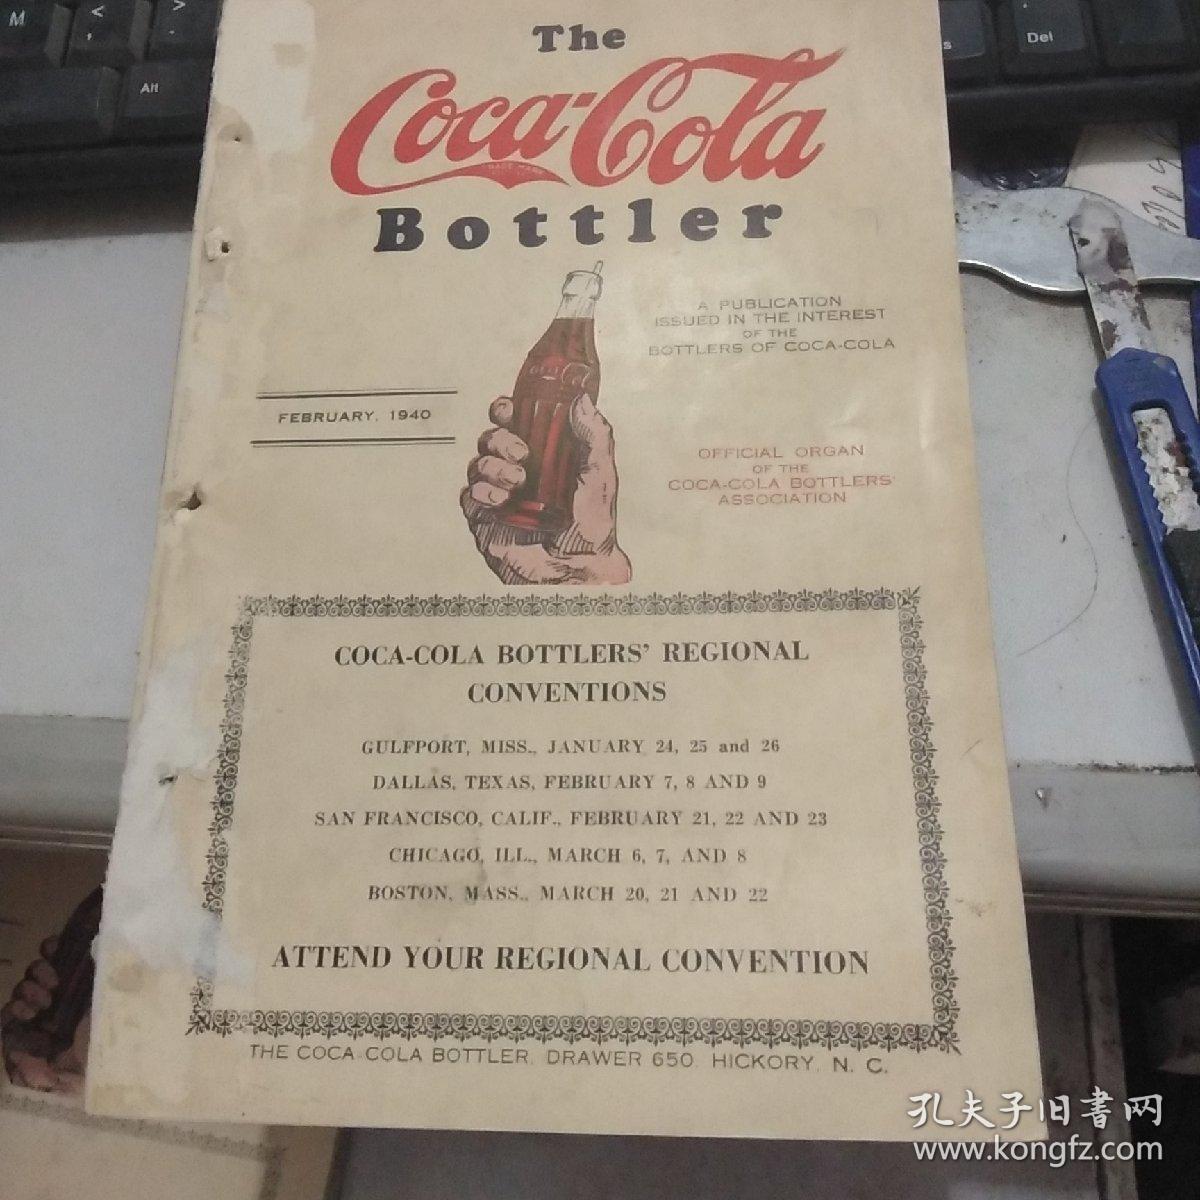 M
<
,
>
.
Alt
Del
The
Coca-Cola
TRADE MARK
Bottler
A PUBLICATION
ISSUED IN THE INTEREST
OF THE
BOTTLERS OF COCA-COLA
FEBRUARY, 1940
OFFICIAL ORGAN
OF THE
COCA-COLA BOTTLERS'
ASSOCIATION
COCA-COLA BOTTLERS' REGIONAL
CONVENTIONS
GULFPORT, MISS., JANUARY 24, 25 and 26
DALLAS, TEXAS, FEBRUARY 7, 8 AND 9
SAN FRANCISCO, CALIF., FEBRUARY 21, 22 AND 23
CHICAGO, ILL., MARCH 6, 7, AND 8
BOSTON, MASS., MARCH 20, 21 AND 22
ATTEND YOUR REGIONAL CONVENTION
THE COCA-COLA BOTTLER, DRAWER 650, HICKORY, N. C.
孔夫子旧書网
www.kongfz.com